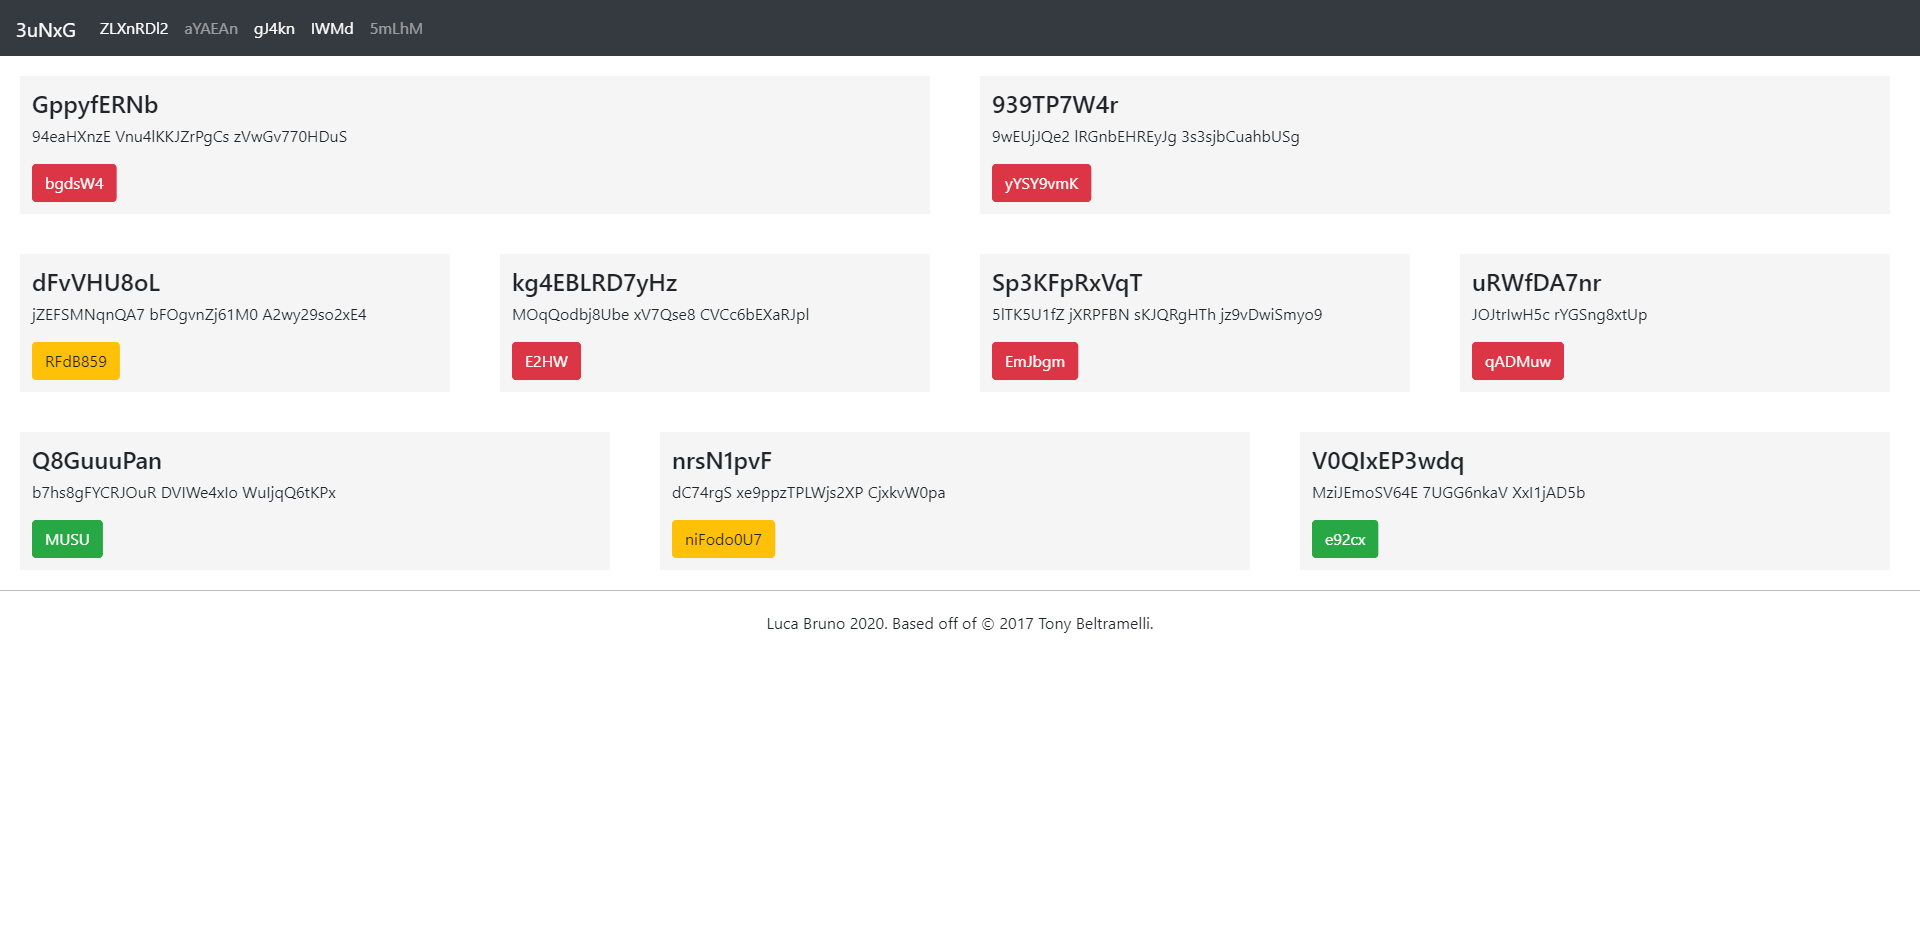 3uNxG ZLXnRDl2 aYAEAn gJ4kn IWMd 5mLhM
GppyfERNb
94eaHXnzE Vnu4lKKJZrPgCs zVwGv770HDuS
bgdsW4
939TP7W4r
9wEUjJQe2 lRGnbEHREyJg 3s3sjbCuahbUSg
yYSY9vmK
dFvVHU8oL
jZEFSMNqnQA7 bFOgvnZj61M0 A2wy29so2xE4
RFdB859
kg4EBLRD7yHz
MOqQodbj8Ube xV7Qse8 CVCc6bEXaRJpl
E2HW
Sp3KFpRxVqT
5lTK5U1fZ jXRPFBN sKJQRgHTh jz9vDwiSmyo9
EmJbgm
uRWfDA7nr
JOJtrIwH5c rYGSng8xtUp
qADMuw
Q8GuuuPan
b7hs8gFYCRJOuR DVIWe4xIo WuljqQ6tKPx
MUSU
nrsN1pvF
dC74rgS xe9ppzTPLWjs2XP CjxkvW0pa
niFodo0U7
V0QIxEP3wdq
MziJEmoSV64E 7UGG6nkaV XxI1jAD5b
e92cx
Luca Bruno 2020. Based off of © 2017 Tony Beltramelli.